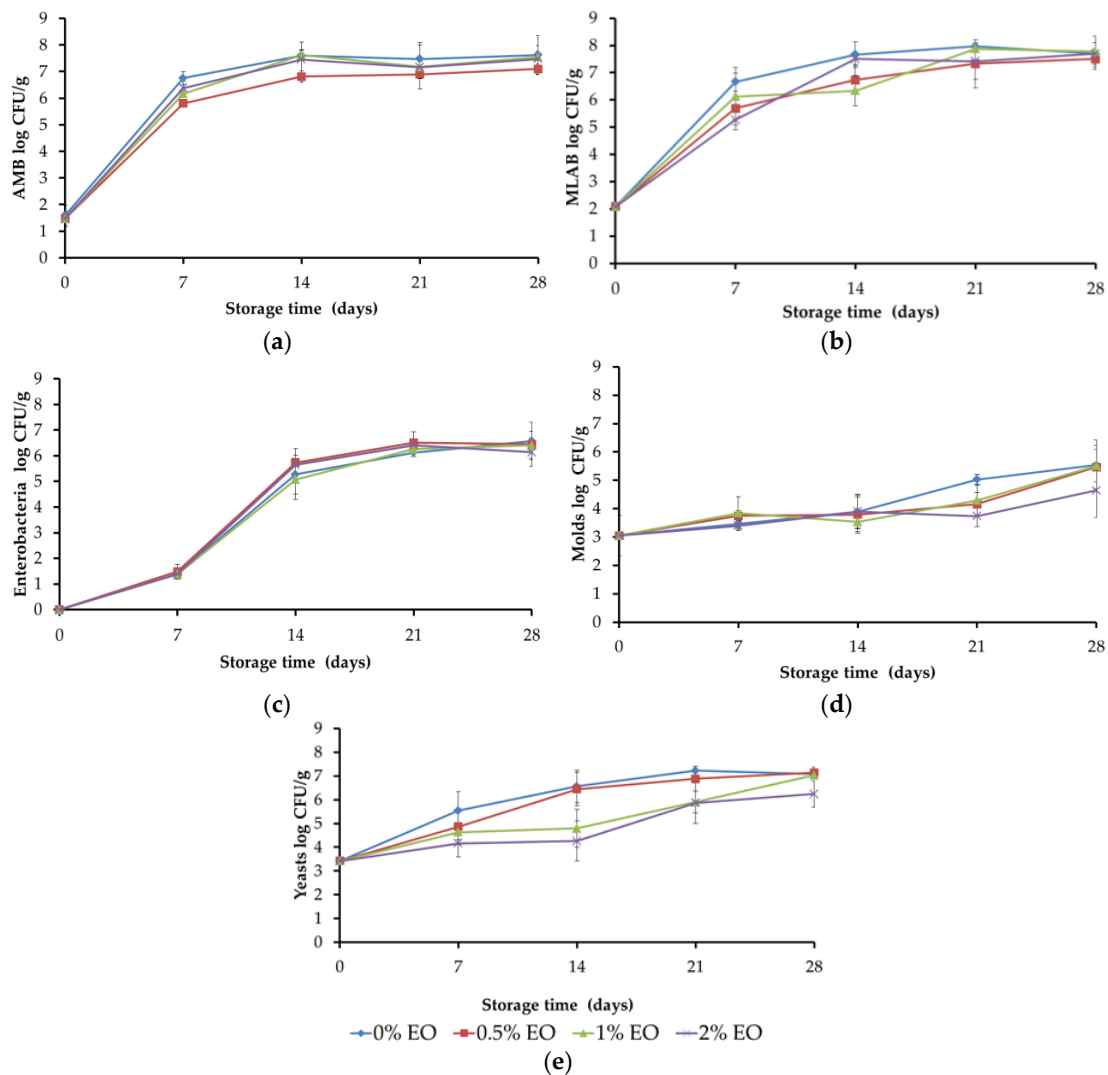 AMB log CFU/g
9
8
7
6
5
4
3
2
1
0
0 7 14 21 28
Storage time (days)
(a)
MLAB log CFU/g
9
8
7
6
5
4
3
2
1
0
0 7 14 21 28
Storage time (days)
(b)
Enterobacteria log CFU/g
9
8
7
6
5
4
3
2
1
0
0 7 14 21 28
Storage time (days)
(c)
Molds log CFU/g
9
8
7
6
5
4
3
2
1
0
0 7 14 21 28
Storage time (days)
(d)
Yeasts log CFU/g
9
8
7
6
5
4
3
2
1
0
0 7 14 21 28
Storage time (days)
0% EO 0.5% EO 1% EO 2% EO
(e)